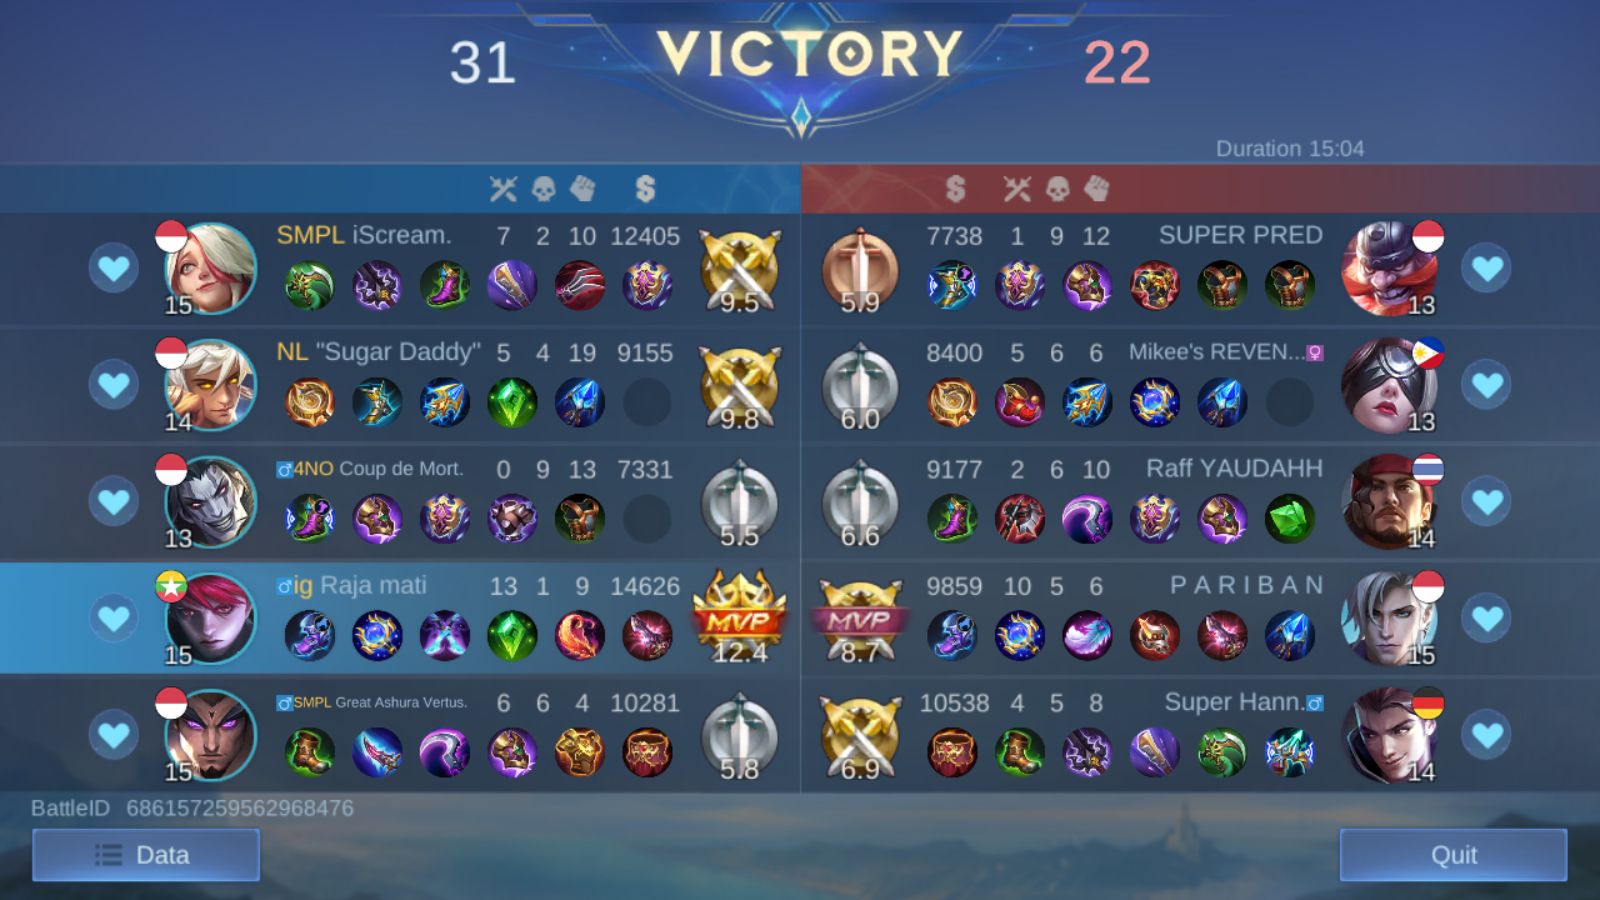 31 VICTORY 22
Duration 15:04
SMPL iScream. 7 2 10 12405
15 9.5
7738 1 9 12 SUPER PRED
5.9 13
NL "Sugar Daddy" 5 4 19 9155
14 9.8
8400 5 6 6 Mikee's REVEN...♀
6.0 13
♂4NO Coup de Mort. 0 9 13 7331
13 5.5
9177 2 6 10 Raff YAUDAHH
6.6 14
♂ig Raja mati 13 1 9 14626
MVP
15 12.4
9859 10 5 6 P A R I B A N
MVP
8.7 15
♂SMPL Great Ashura Vertus. 6 6 4 10281
15 5.8
10538 4 5 8 Super Hann.♂
6.9 14
BattleID 686157259562968476
Data
Quit